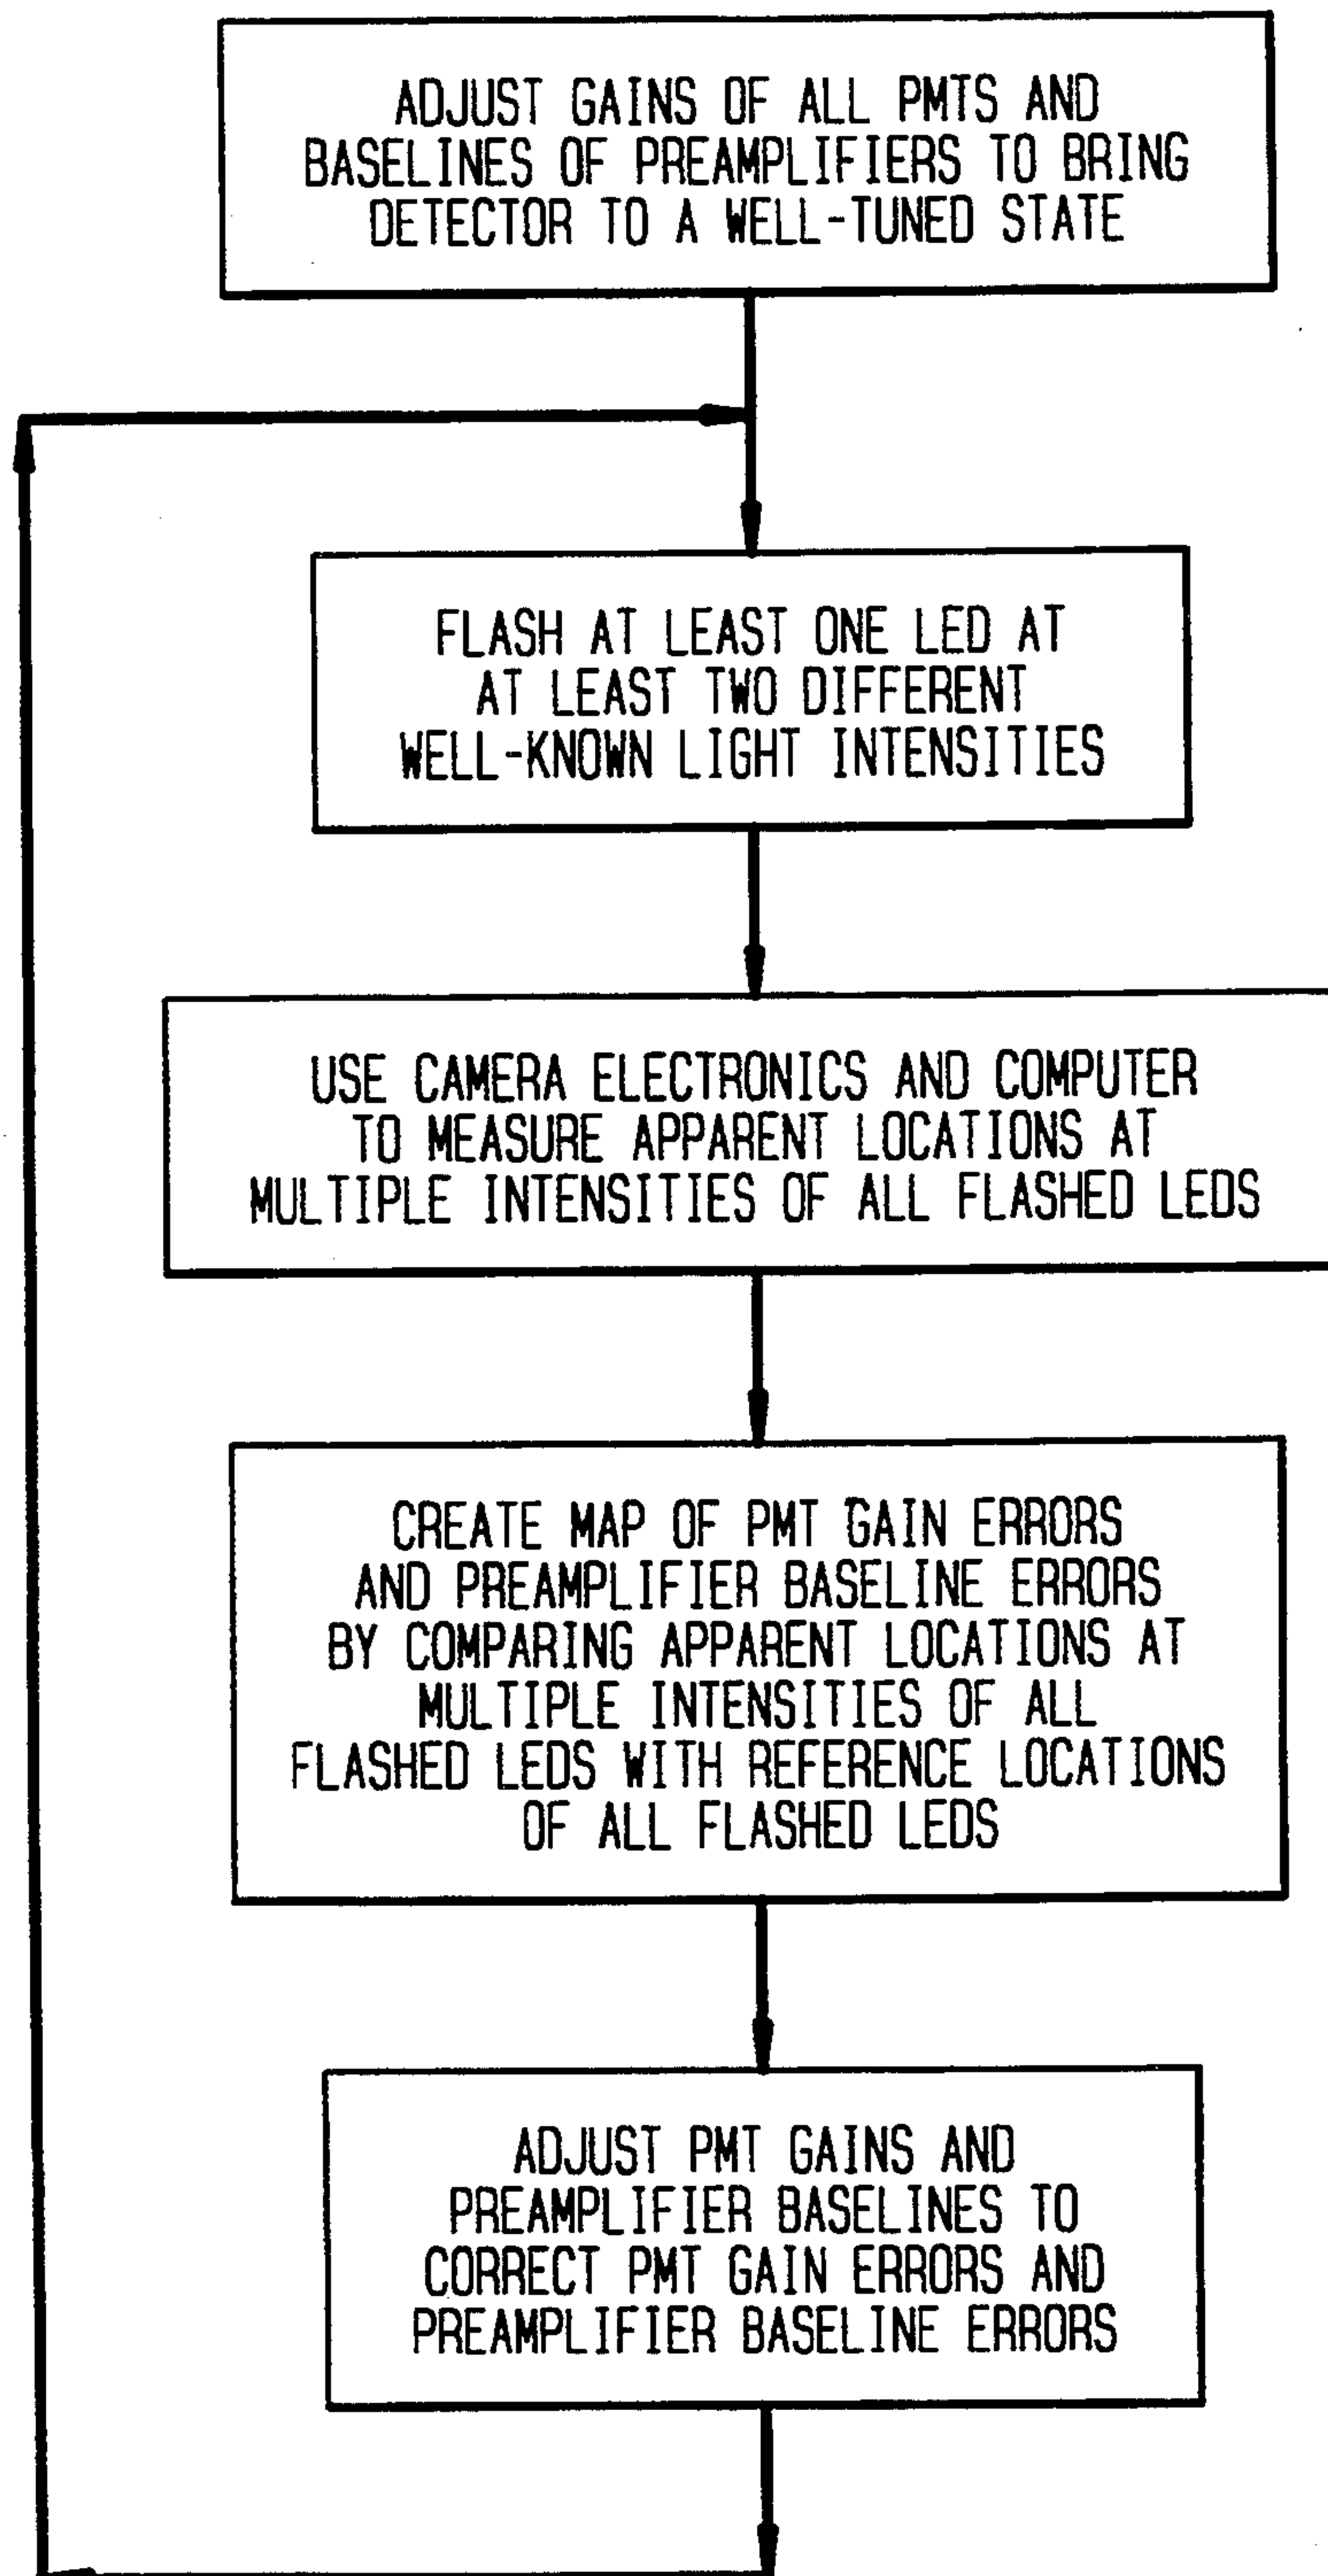 ADJUST GAINS OF ALL PMTS AND
BASELINES OF PREAMPLIFIERS TO BRING
DETECTOR TO A WELL-TUNED STATE
FLASH AT LEAST ONE LED AT
AT LEAST TWO DIFFERENT
WELL-KNOWN LIGHT INTENSITIES
USE CAMERA ELECTRONICS AND COMPUTER
TO MEASURE APPARENT LOCATIONS AT
MULTIPLE INTENSITIES OF ALL FLASHED LEDS
CREATE MAP OF PMT GAIN ERRORS
AND PREAMPLIFIER BASELINE ERRORS
BY COMPARING APPARENT LOCATIONS AT
MULTIPLE INTENSITIES OF ALL
FLASHED LEDS WITH REFERENCE LOCATIONS
OF ALL FLASHED LEDS
ADJUST PMT GAINS AND
PREAMPLIFIER BASELINES TO
CORRECT PMT GAIN ERRORS AND
PREAMPLIFIER BASELINE ERRORS